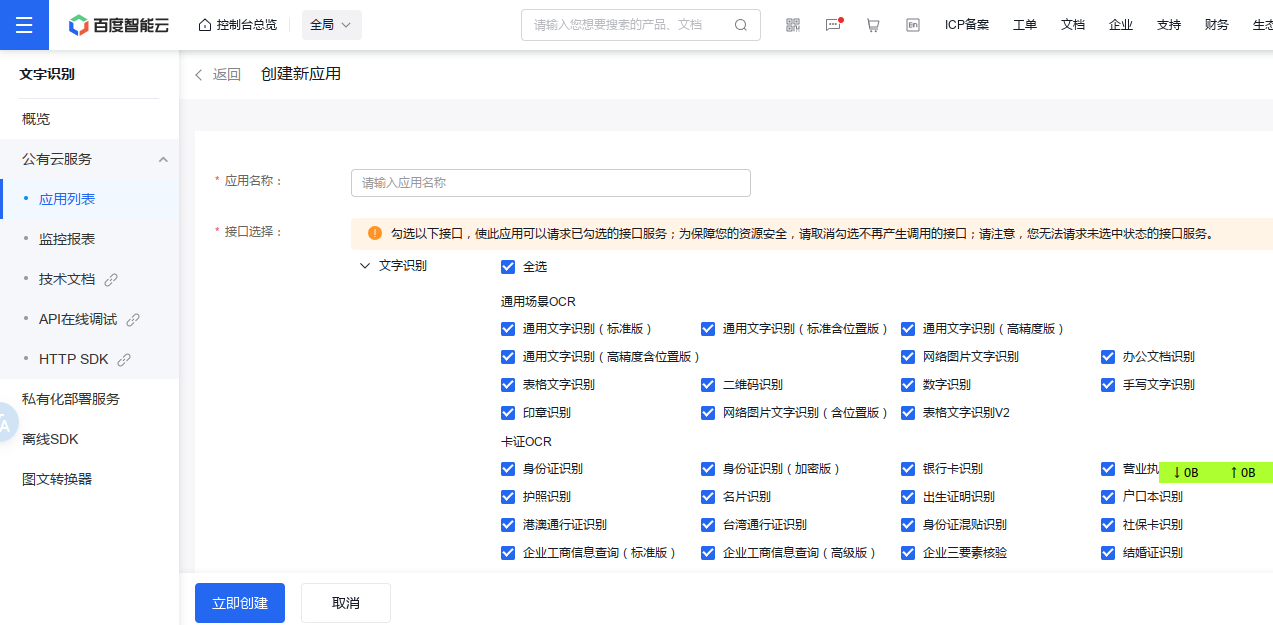 百度智能云 控制台总览 全局 请输入您想要搜索的产品、文档 En ICP备案 工单 文档 企业 支持 财务 生态
文字识别
返回 创建新应用
概览
公有云服务
应用列表
监控报表
技术文档
API在线调试
HTTP SDK
私有化部署服务
离线SDK
图文转换器
* 应用名称：
请输入应用名称
* 接口选择：
勾选以下接口，使此应用可以请求已勾选的接口服务；为保障您的资源安全，请取消勾选不再产生调用的接口；请注意，您无法请求未选中状态的接口服务。
文字识别 全选
通用场景OCR
通用文字识别（标准版） 通用文字识别（标准含位置版） 通用文字识别（高精度版）
通用文字识别（高精度含位置版） 网络图片文字识别 办公文档识别
表格文字识别 二维码识别 数字识别 手写文字识别
印章识别 网络图片文字识别（含位置版） 表格文字识别V2
卡证OCR
身份证识别 身份证识别（加密版） 银行卡识别 营业执
↓0B ↑0B
护照识别 名片识别 出生证明识别 户口本识别
港澳通行证识别 台湾通行证识别 身份证混贴识别 社保卡识别
企业工商信息查询（标准版） 企业工商信息查询（高级版） 企业三要素核验 结婚证识别
立即创建 取消